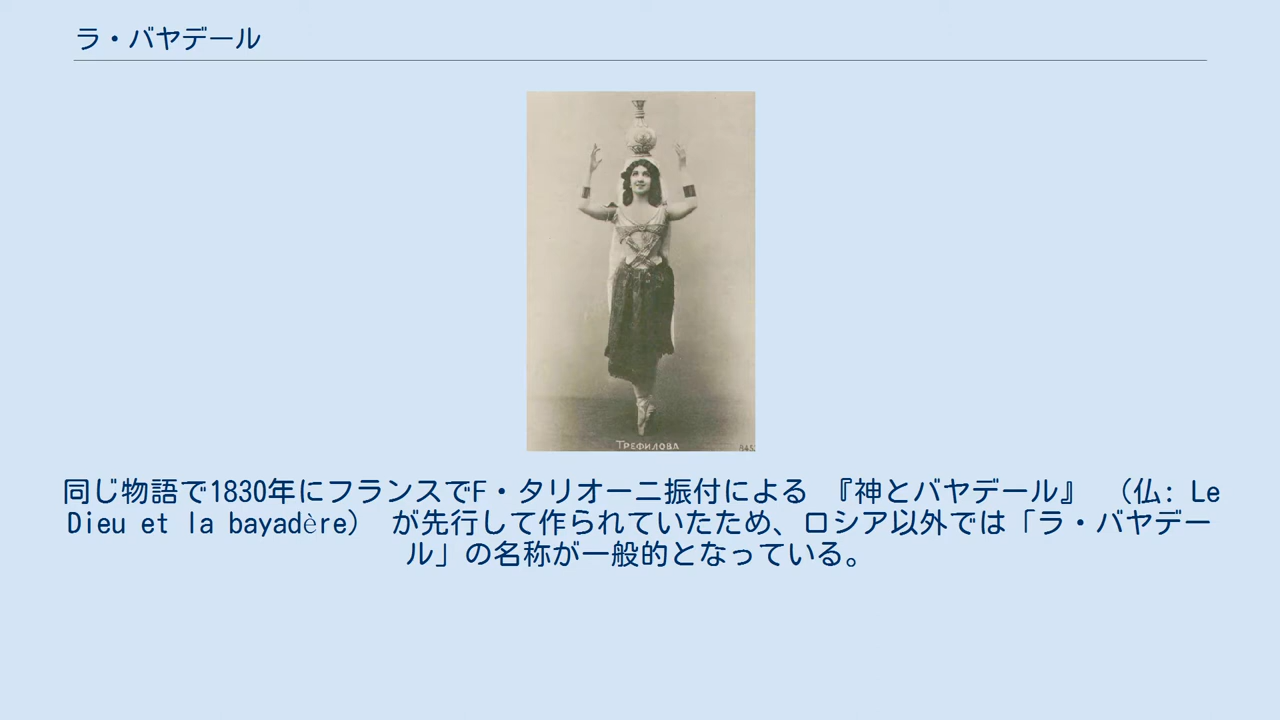 ラ・バヤデール
ТРЕФИЛОВА
845
同じ物語で1830年にフランスでF・タリオーニ振付による 『神とバヤデール』 （仏: Le
Dieu et la bayadère） が先行して作られていたため、ロシア以外では「ラ・バヤデー
ル」の名称が一般的となっている。